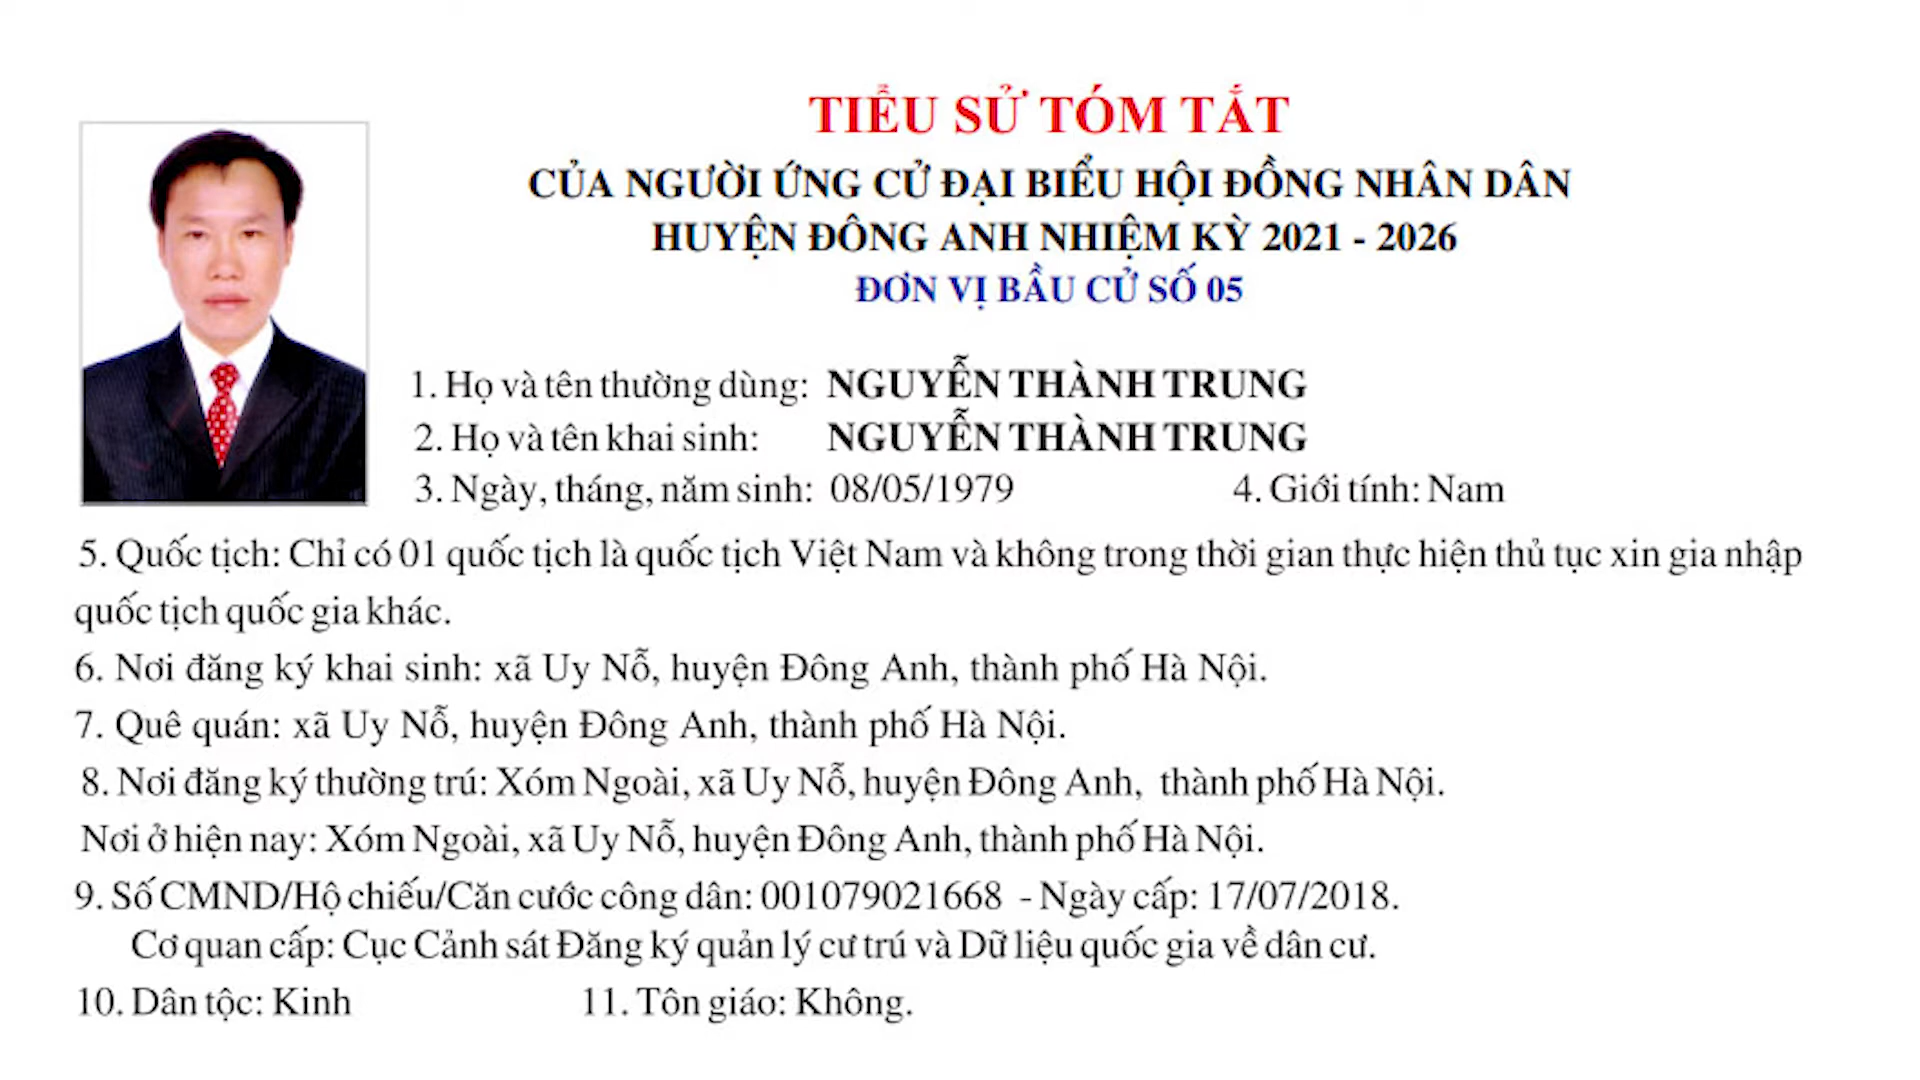 TIỂU SỬ TÓM TẮT
CỦA NGƯỜI ỨNG CỬ ĐẠI BIỂU HỘI ĐỒNG NHÂN DÂN
HUYỆN ĐÔNG ANH NHIỆM KỲ 2021 - 2026
ĐƠN VỊ BẦU CỬ SỐ 05
1. Họ và tên thường dùng: NGUYỄN THÀNH TRUNG
2. Họ và tên khai sinh: NGUYỄN THÀNH TRUNG
3. Ngày, tháng, năm sinh: 08/05/1979 4. Giới tính: Nam
5. Quốc tịch: Chỉ có 01 quốc tịch là quốc tịch Việt Nam và không trong thời gian thực hiện thủ tục xin gia nhập
quốc tịch quốc gia khác.
6. Nơi đăng ký khai sinh: xã Uy Nỗ, huyện Đông Anh, thành phố Hà Nội.
7. Quê quán: xã Uy Nỗ, huyện Đông Anh, thành phố Hà Nội.
8. Nơi đăng ký thường trú: Xóm Ngoài, xã Uy Nỗ, huyện Đông Anh, thành phố Hà Nội.
Nơi ở hiện nay: Xóm Ngoài, xã Uy Nỗ, huyện Đông Anh, thành phố Hà Nội.
9. Số CMND/Hộ chiếu/Căn cước công dân: 001079021668 - Ngày cấp: 17/07/2018.
Cơ quan cấp: Cục Cảnh sát Đăng ký quản lý cư trú và Dữ liệu quốc gia về dân cư.
10. Dân tộc: Kinh 11. Tôn giáo: Không.